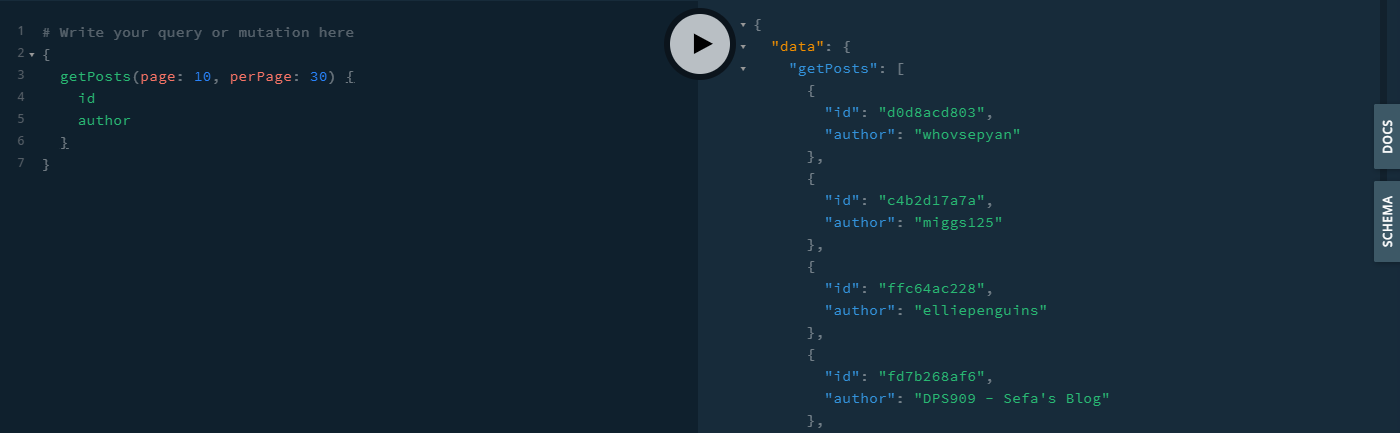 1 # Write your query or mutation here
2 {
3 getPosts(page: 10, perPage: 30) {
4 id
5 author
6 }
7 }
{
"data": {
"getPosts": [
{
"id": "d0d8acd803",
"author": "whovsepyan"
},
{
"id": "c4b2d17a7a",
"author": "miggs125"
},
{
"id": "ffc64ac228",
"author": "elliepenguins"
},
{
"id": "fd7b268af6",
"author": "DPS909 – Sefa's Blog"
},
DOCS
SCHEMA